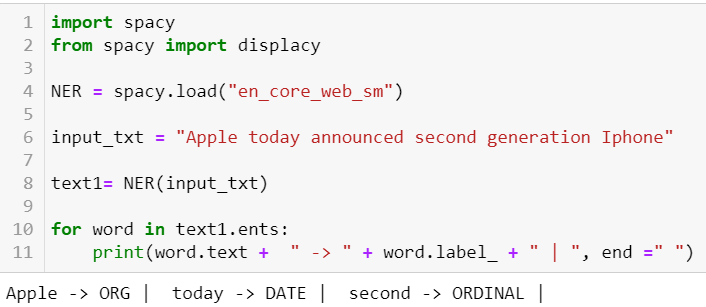 1 import spacy
2 from spacy import displacy
3
4 NER = spacy.load("en_core_web_sm")
5
6 input_txt = "Apple today announced second generation Iphone"
7
8 text1= NER(input_txt)
9
10 for word in text1.ents:
11     print(word.text +  " -> " + word.label_ + " | ", end =" ")
Apple -> ORG |  today -> DATE |  second -> ORDINAL |